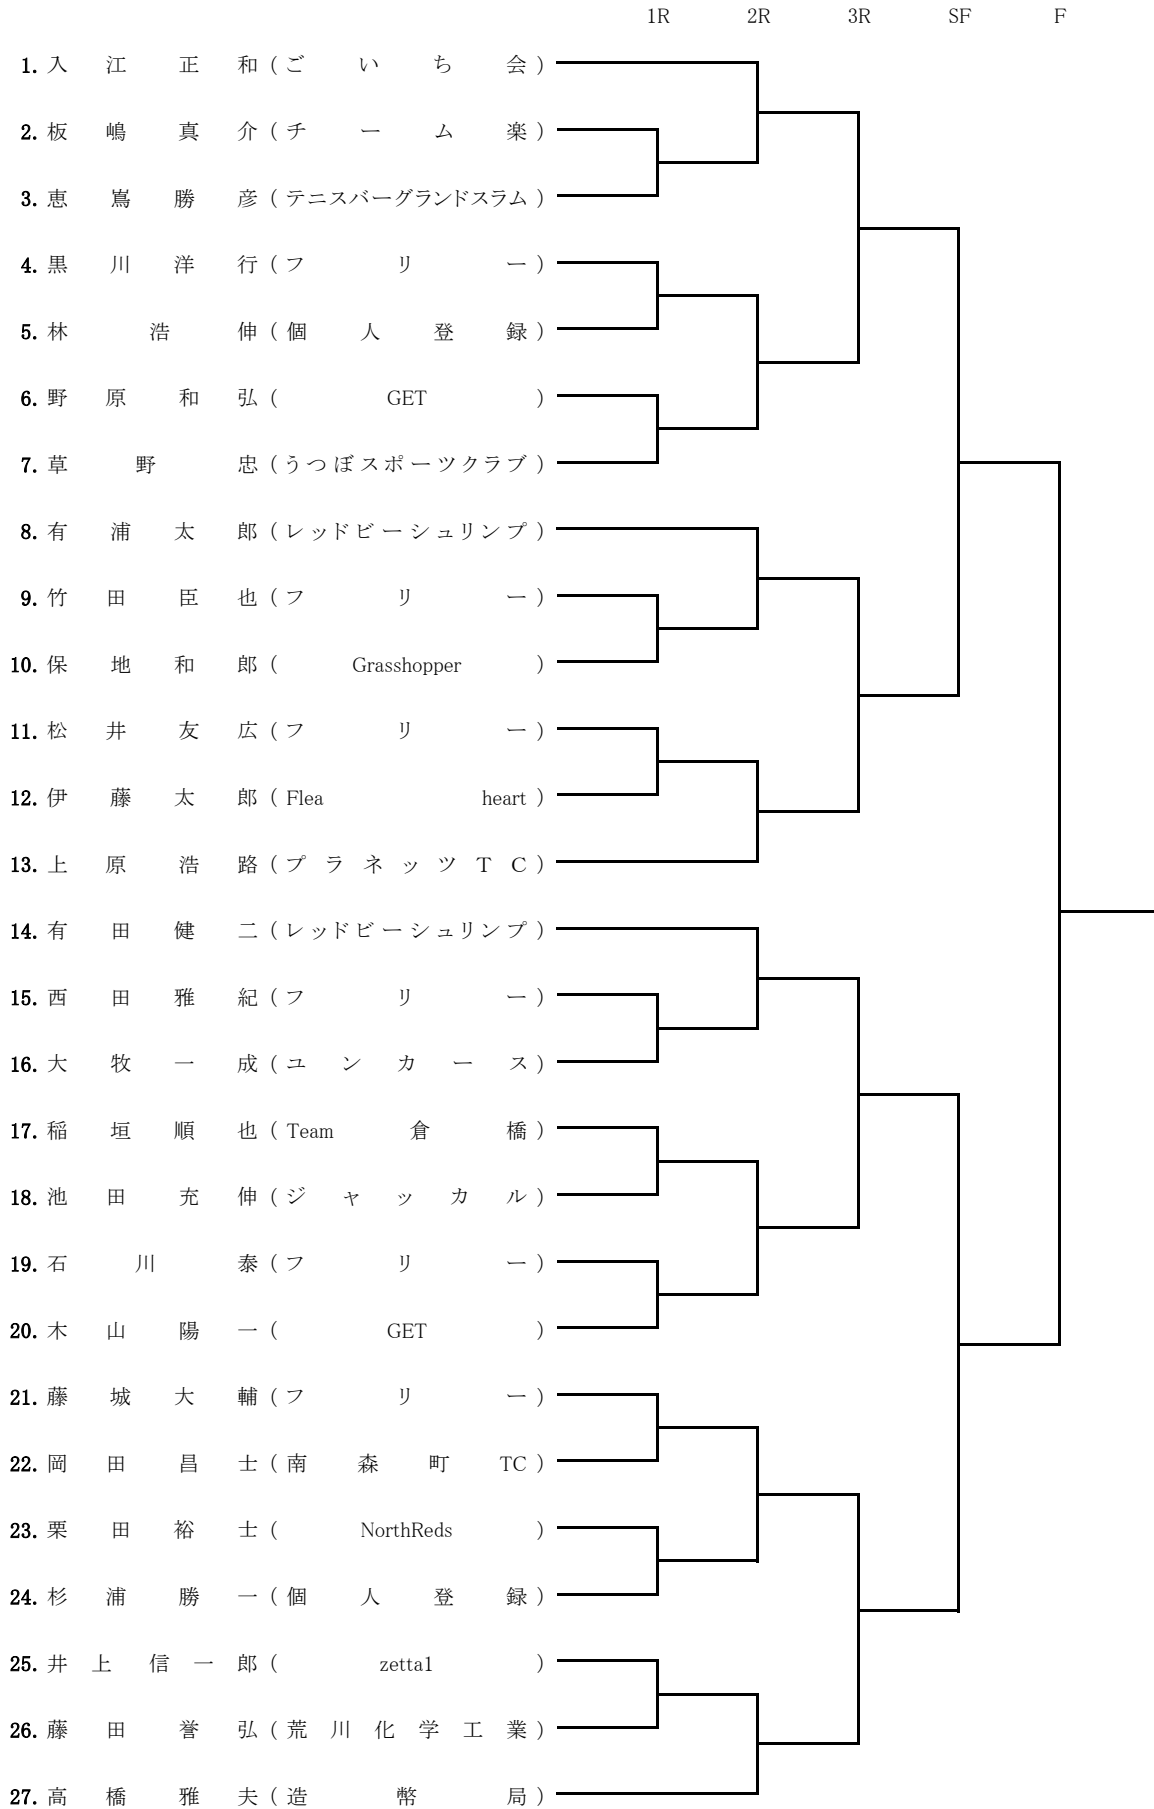 1R 2R 3R SF F
1. 入江正和(ごいち会)
2. 板嶋真介(チーム楽)
3. 恵嶌勝彦(テニスバーグランドスラム)
4. 黒川洋行(フリー)
5. 林浩伸(個人登録)
6. 野原和弘(GET)
7. 草野忠(うつぼスポーツクラブ)
8. 有浦太郎(レッドビーシュリンプ)
9. 竹田臣也(フリー)
10. 保地和郎(Grasshopper)
11. 松井友広(フリー)
12. 伊藤太郎(Flea heart)
13. 上原浩路(プラネッツTC)
14. 有田健二(レッドビーシュリンプ)
15. 西田雅紀(フリー)
16. 大牧一成(ユンカース)
17. 稲垣順也(Team 倉橋)
18. 池田充伸(ジャッカル)
19. 石川泰(フリー)
20. 木山陽一(GET)
21. 藤城大輔(フリー)
22. 岡田昌士(南森町TC)
23. 栗田裕士(NorthReds)
24. 杉浦勝一(個人登録)
25. 井上信一郎(zetta1)
26. 藤田誉弘(荒川化学工業)
27. 高橋雅夫(造幣局)